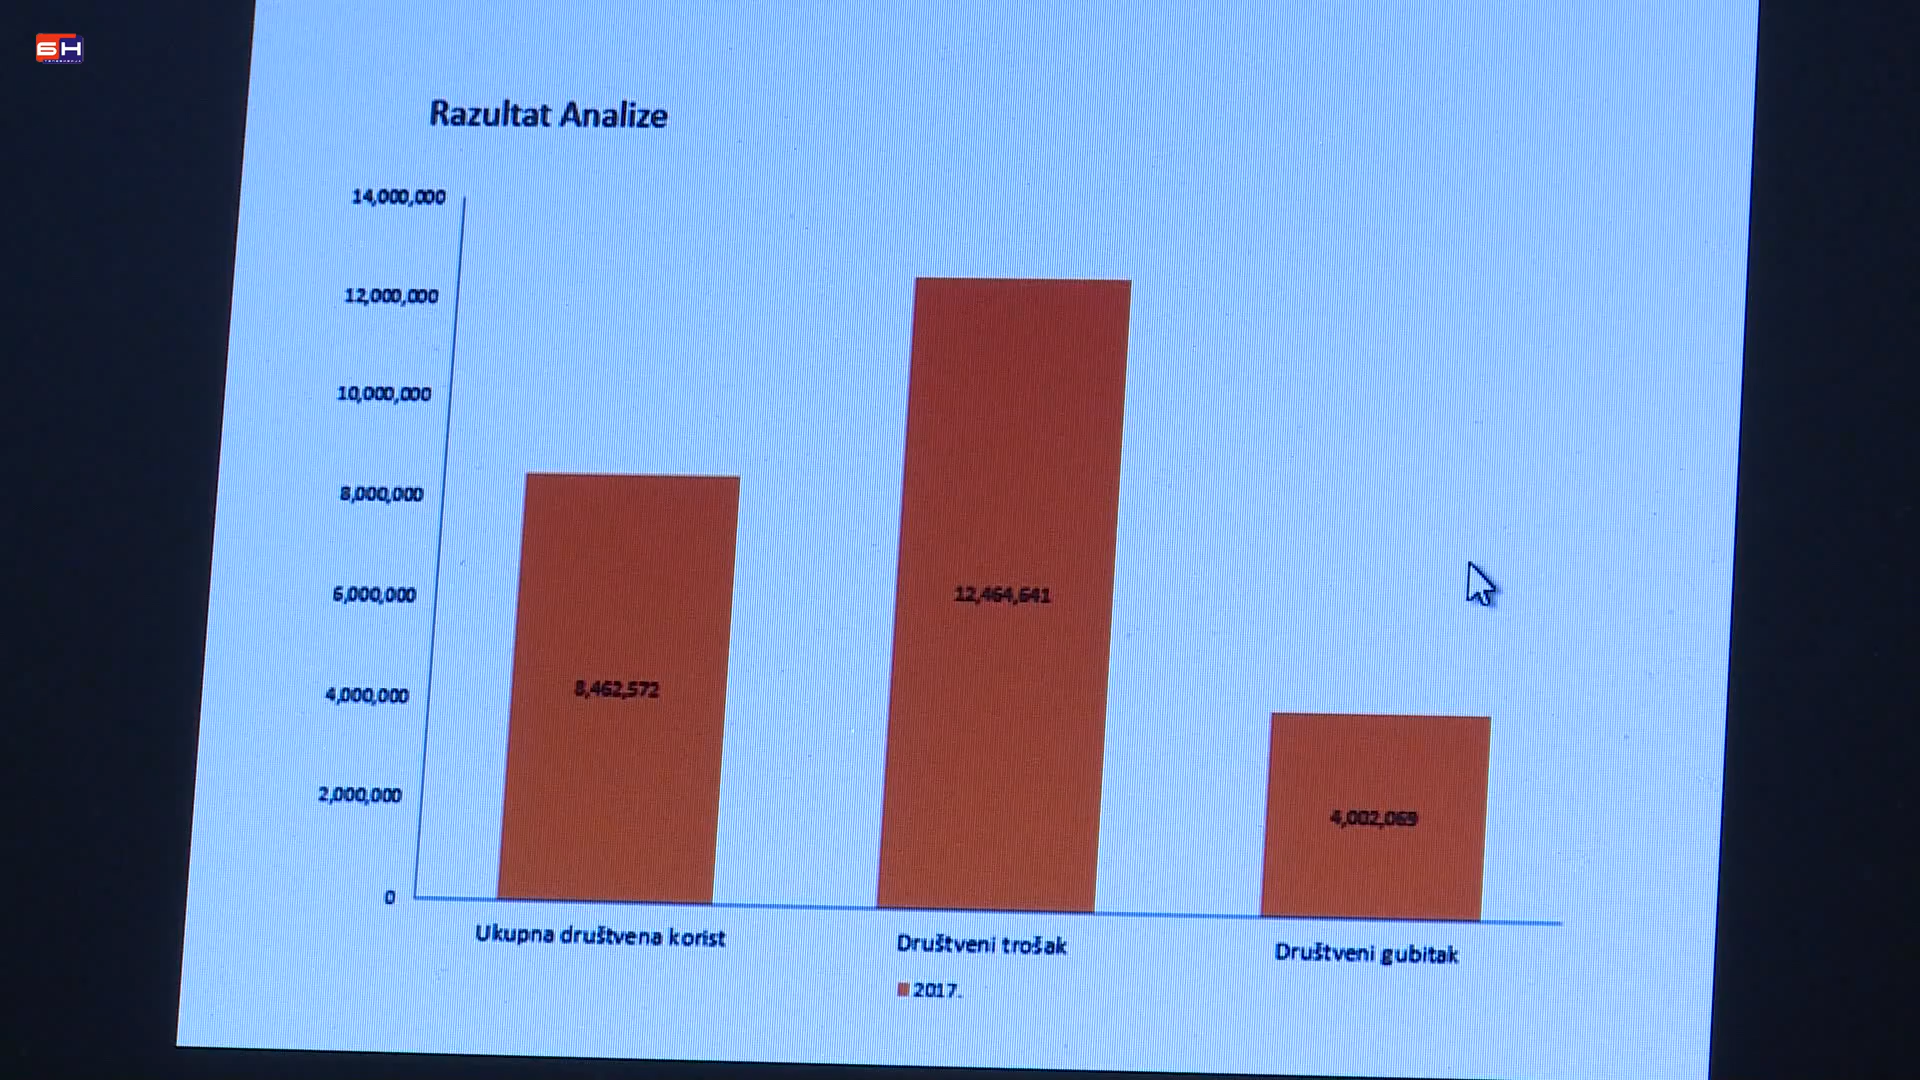 БН
Razultat Analize
14,000,000
12,000,000
10,000,000
8,000,000
6,000,000
4,000,000
2,000,000
0
8,462,572
12,464,641
4,002,069
Ukupna društvena korist
Društveni trošak
Društveni gubitak
2017.